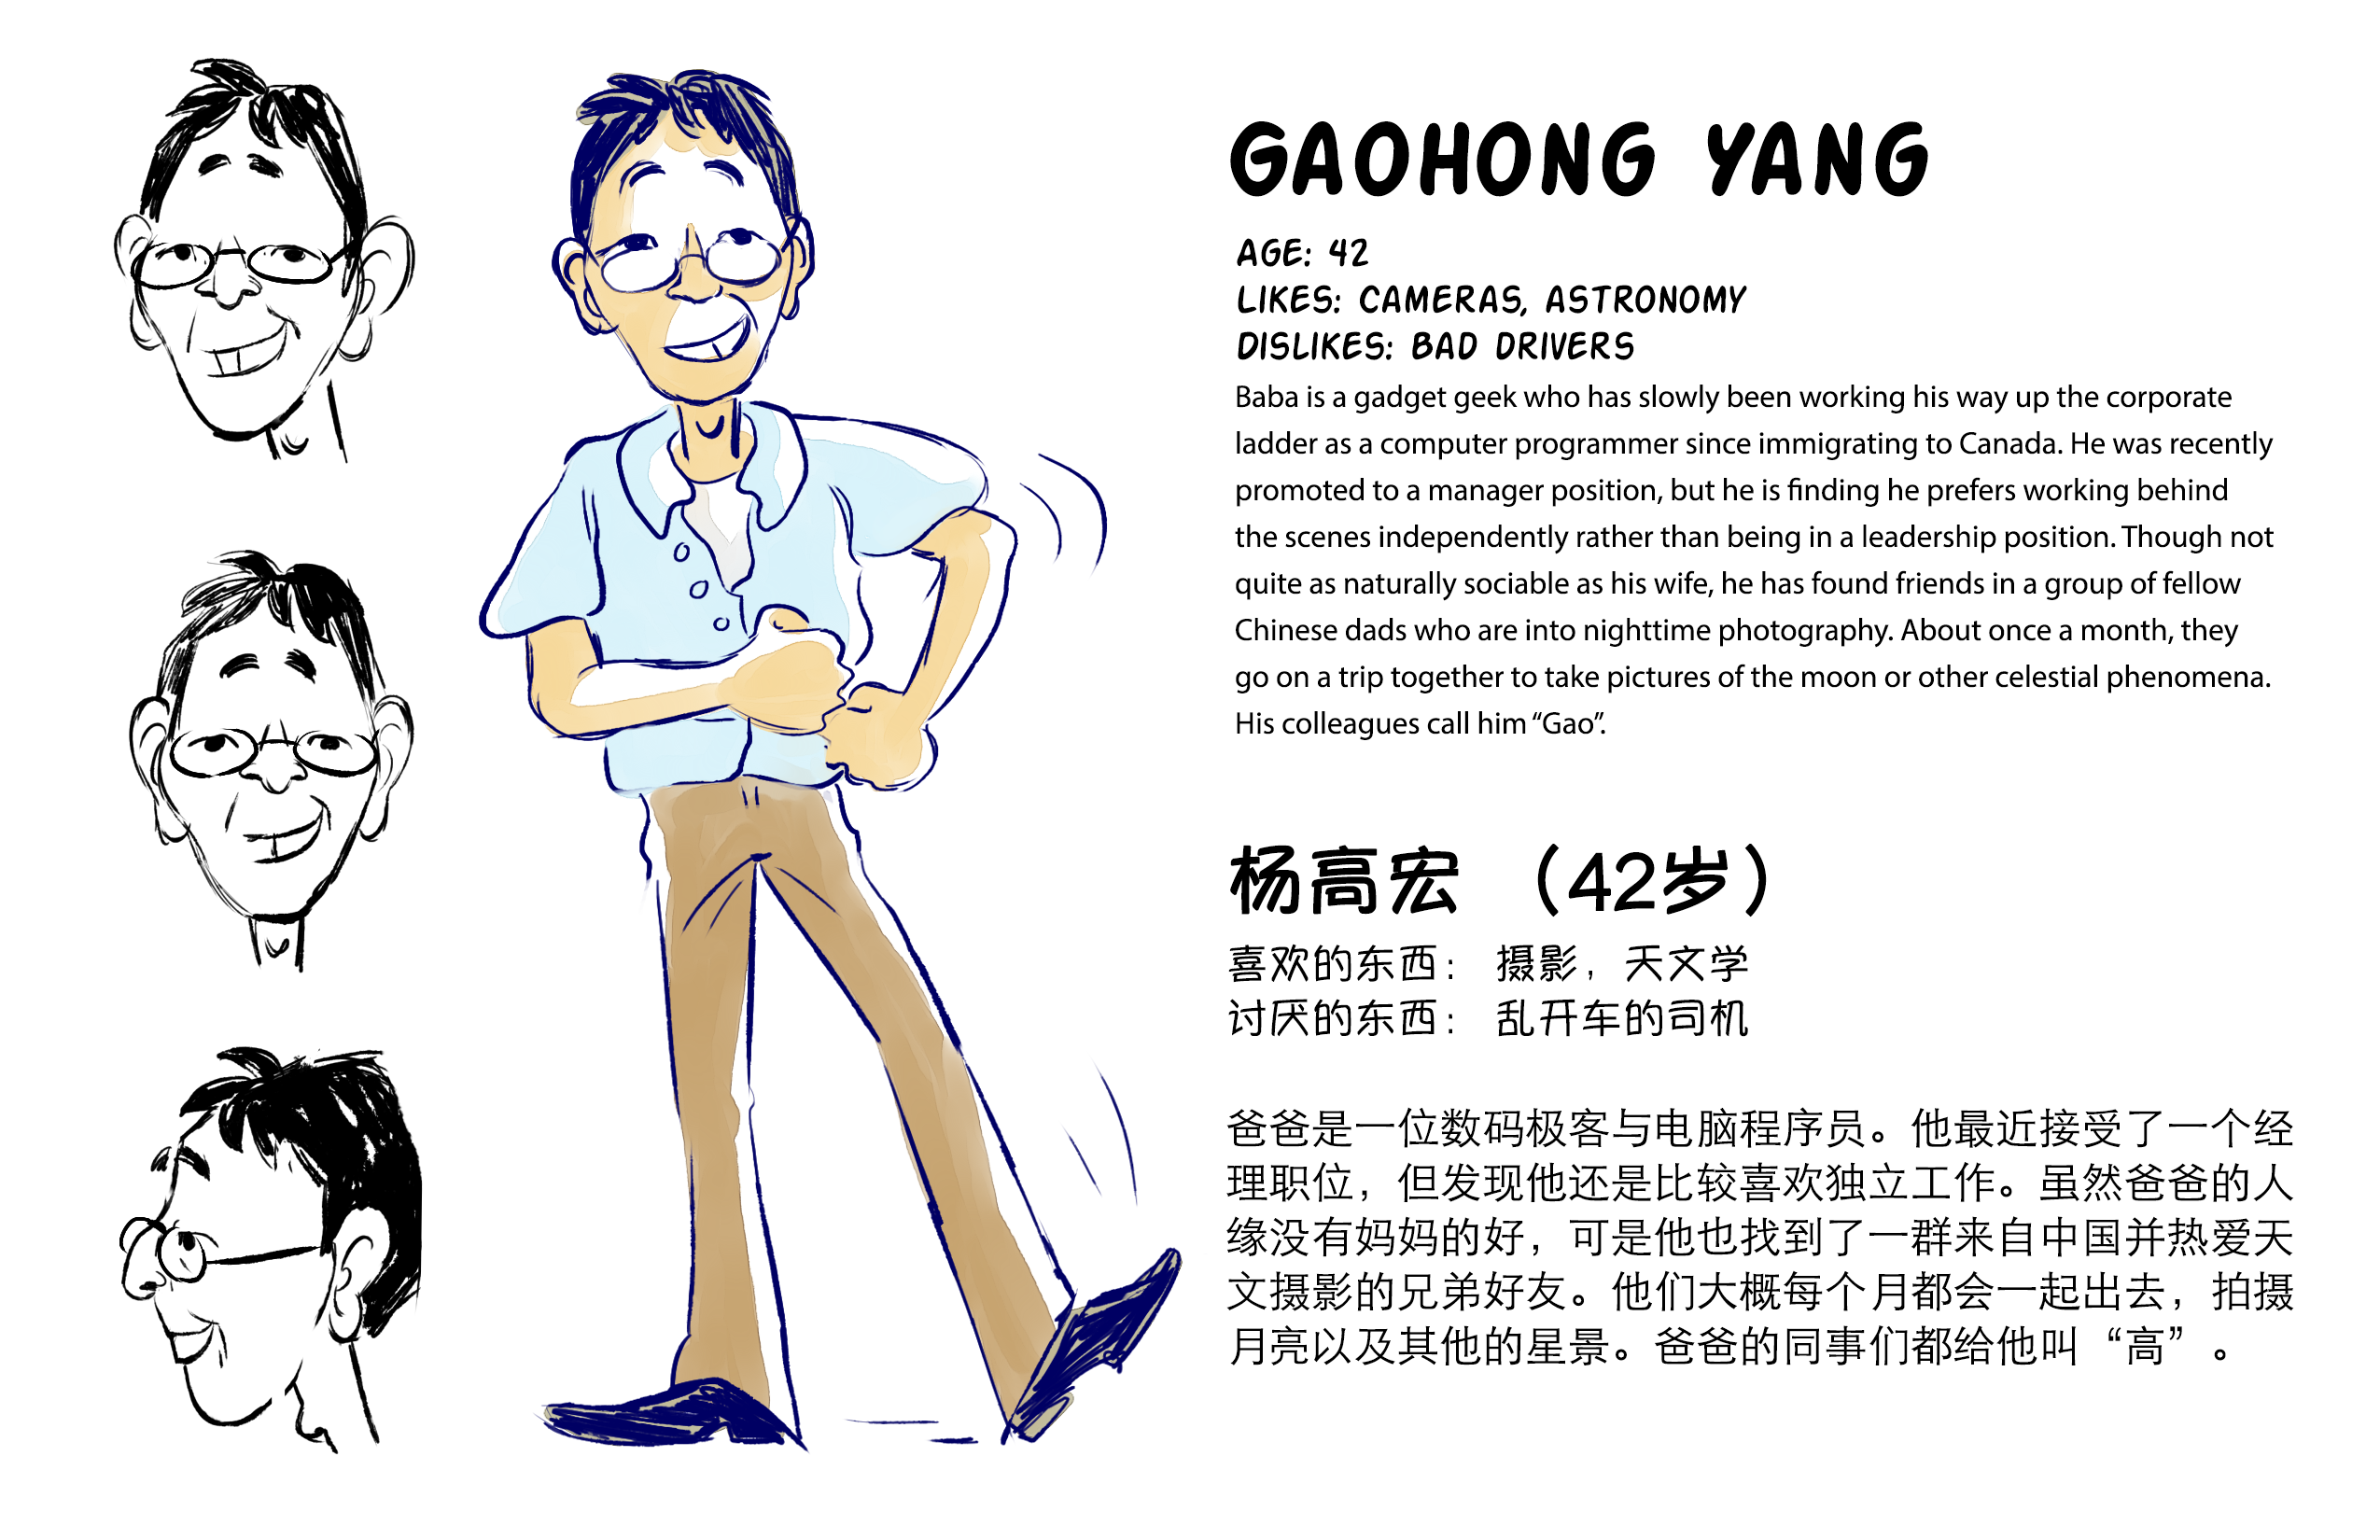 GAOHONG YANG
AGE: 42
LIKES: CAMERAS, ASTRONOMY
DISLIKES: BAD DRIVERS
Baba is a gadget geek who has slowly been working his way up the corporate
ladder as a computer programmer since immigrating to Canada. He was recently
promoted to a manager position, but he is finding he prefers working behind
the scenes independently rather than being in a leadership position. Though not
quite as naturally sociable as his wife, he has found friends in a group of fellow
Chinese dads who are into nighttime photography. About once a month, they
go on a trip together to take pictures of the moon or other celestial phenomena.
His colleagues call him “Gao”.
杨高宏 （42岁）
喜欢的东西： 摄影，天文学
讨厌的东西： 乱开车的司机
爸爸是一位数码极客与电脑程序员。他最近接受了一个经
理职位，但发现他还是比较喜欢独立工作。虽然爸爸的人
缘没有妈妈的好，可是他也找到了一群来自中国并热爱天
文摄影的兄弟好友。他们大概每个月都会一起出去，拍摄
月亮以及其他的星景。爸爸的同事们都给他叫“高”。